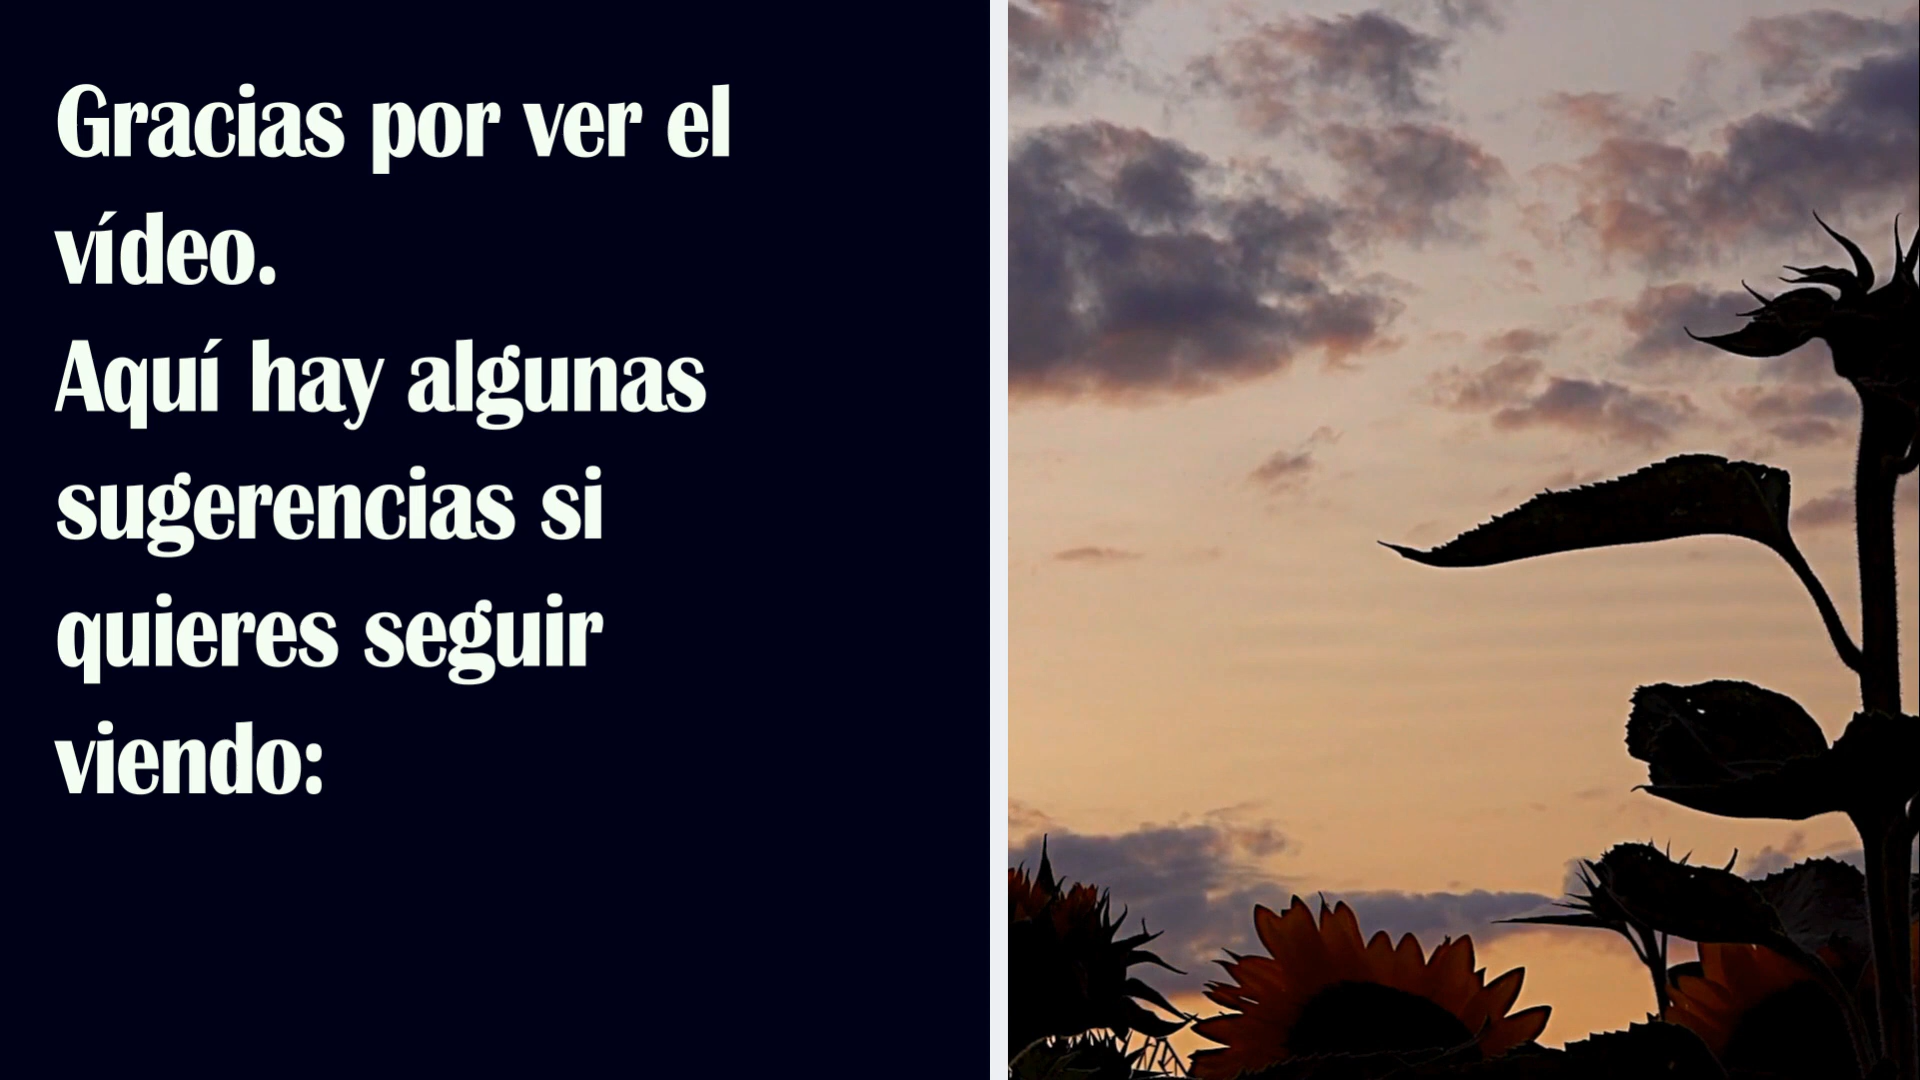 Gracias por ver el
vídeo.
Aquí hay algunas
sugerencias si
quieres seguir
viendo: